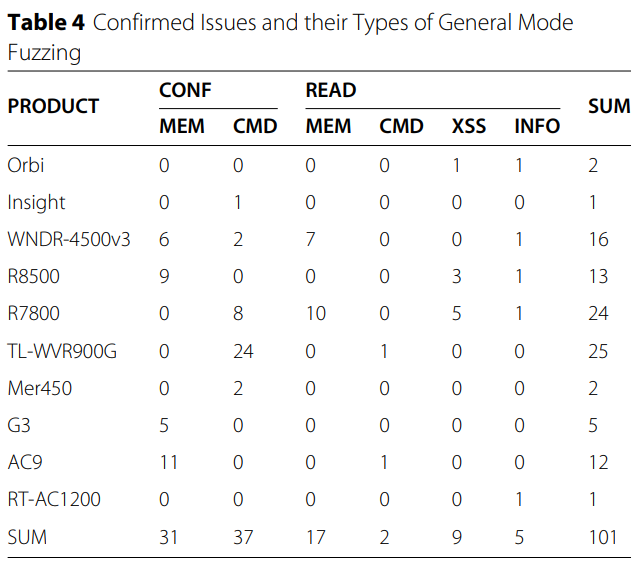 Table 4 Confirmed Issues and their Types of General Mode
Fuzzing
PRODUCT CONF READ SUM
MEM CMD MEM CMD XSS INFO
Orbi 0 0 0 0 1 1 2
Insight 0 1 0 0 0 0 1
WNDR-4500v3 6 2 7 0 0 1 16
R8500 9 0 0 0 3 1 13
R7800 0 8 10 0 5 1 24
TL-WVR900G 0 24 0 1 0 0 25
Mer450 0 2 0 0 0 0 2
G3 5 0 0 0 0 0 5
AC9 11 0 0 1 0 0 12
RT-AC1200 0 0 0 0 0 1 1
SUM 31 37 17 2 9 5 101